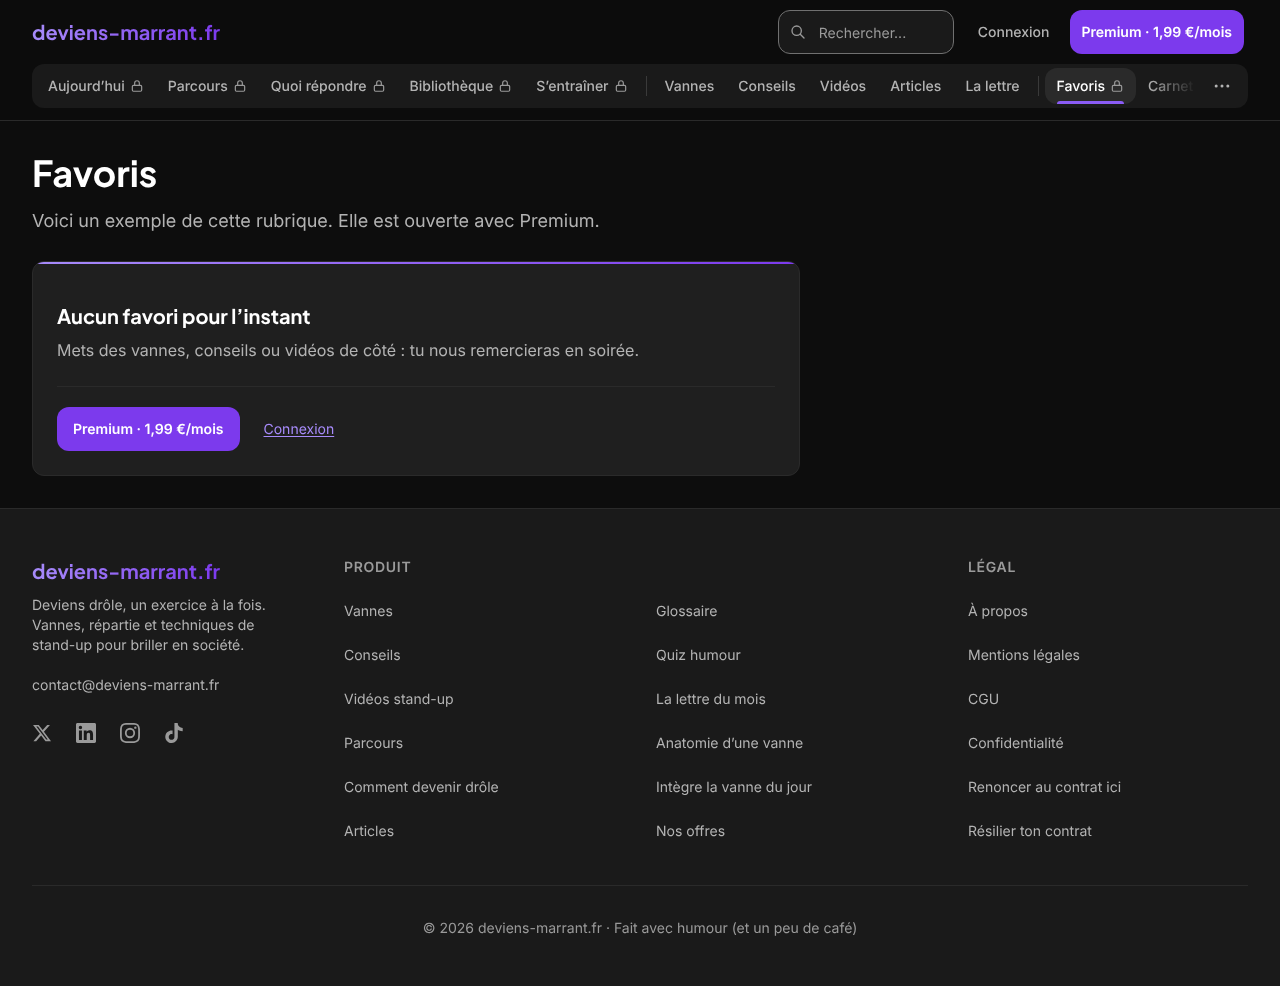 deviens-marrant.fr
Rechercher...
Connexion
Premium · 1,99 €/mois
Aujourd’hui
Parcours
Quoi répondre
Bibliothèque
S’entraîner
Vannes
Conseils
Vidéos
Articles
La lettre
Favoris
Carnet
Favoris
Voici un exemple de cette rubrique. Elle est ouverte avec Premium.
Aucun favori pour l’instant
Mets des vannes, conseils ou vidéos de côté : tu nous remercieras en soirée.
Premium · 1,99 €/mois
Connexion
deviens-marrant.fr
Deviens drôle, un exercice à la fois.
Vannes, répartie et techniques de
stand-up pour briller en société.
contact@deviens-marrant.fr
PRODUIT
Vannes
Conseils
Vidéos stand-up
Parcours
Comment devenir drôle
Articles
Glossaire
Quiz humour
La lettre du mois
Anatomie d’une vanne
Intègre la vanne du jour
Nos offres
LÉGAL
À propos
Mentions légales
CGU
Confidentialité
Renoncer au contrat ici
Résilier ton contrat
© 2026 deviens-marrant.fr · Fait avec humour (et un peu de café)